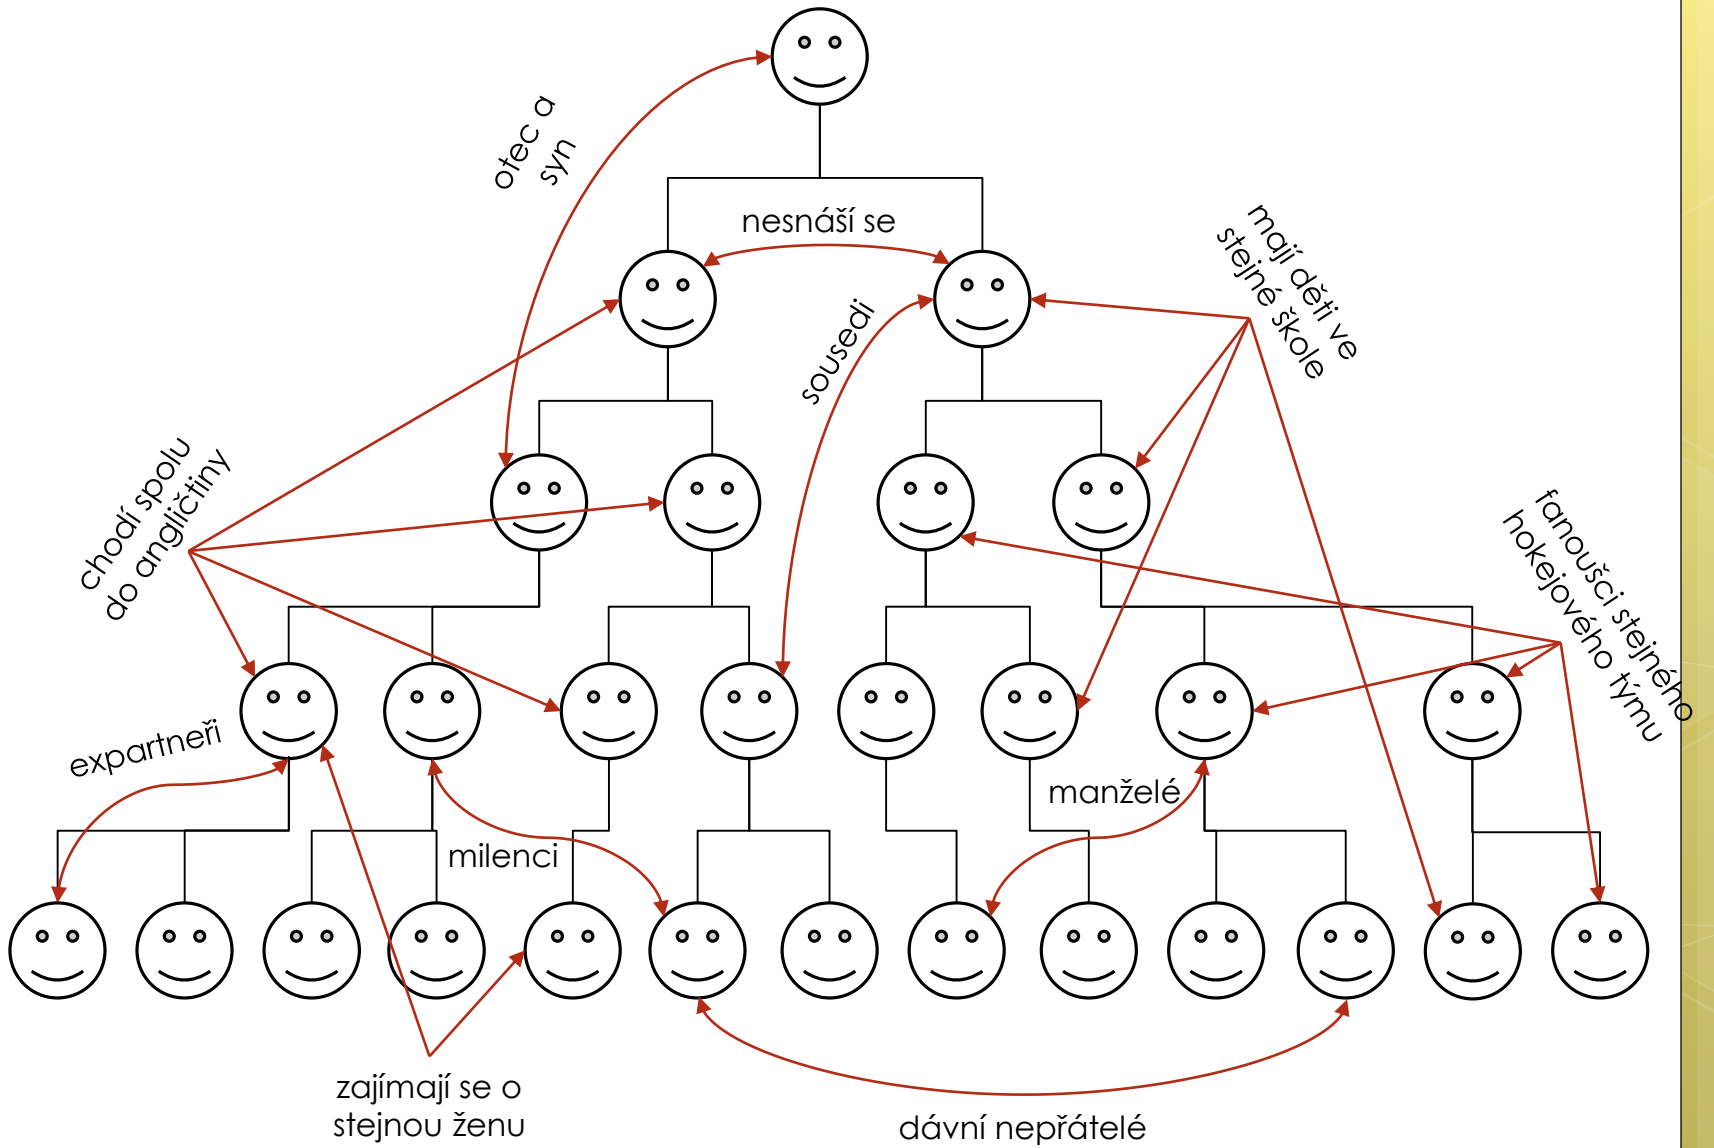 otec a
syn
nesnáší se
mají děti ve
stejné škole
sousedi
chodí spolu
do angličtiny
fanoušci stejného
hokejového týmu
expartneři
manželé
milenci
zajímají se o
stejnou ženu
dávní nepřátelé